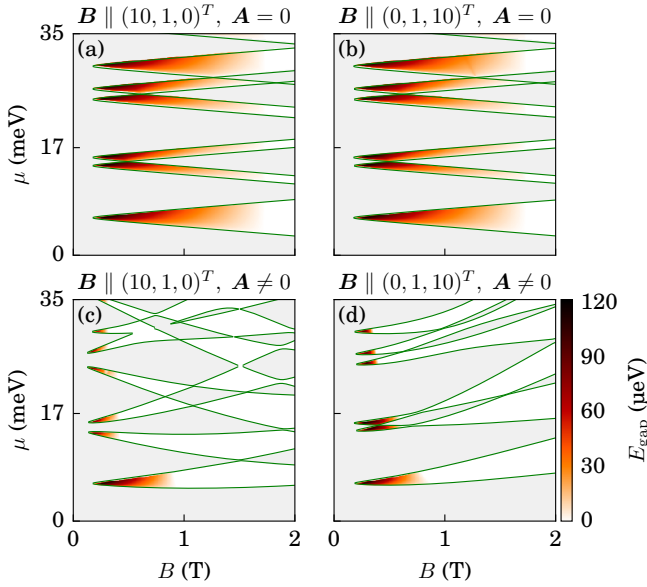 B ∥ (10, 1, 0)^T, A = 0
B ∥ (0, 1, 10)^T, A = 0
(a)
(b)
35
17
0
μ (meV)
B ∥ (10, 1, 0)^T, A ≠ 0
B ∥ (0, 1, 10)^T, A ≠ 0
(c)
(d)
35
17
0
μ (meV)
0
1
2
0
1
2
B (T)
B (T)
120
90
60
30
0
E_gap (μeV)